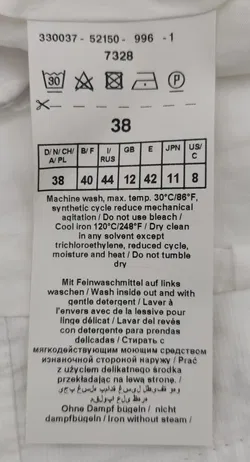 330037 - 52150 - 996 - 1
7328
30
P
38
D/N/CH/A/PL B/F I/RUS GB E JP US/C
38 40 44 12 42 11 8
Machine wash, max. temp. 30°C/86°F,
synthetic cycle reduce mechanical
agitation / Do not use bleach /
Cool iron 120°C/248°F / Dry clean
in any solvent except
trichloroethylene, reduced cycle,
moisture and heat / Do not tumble
dry
Mit Feinwaschmittel auf links
waschen / Wash inside out and with
gentle detergent / Laver à
l'envers avec de la lessive pour
linge délicat / Lavar del revés
con detergente para prendas
delicadas / Стирать с
мягкодействующим моющим средством
изнаночной стороной наружу / Prać
z użyciem delikatnego środka
przekładając na lewą stronę. /
Ohne Dampf bügeln / nicht
dampfbügeln / Iron without steam /